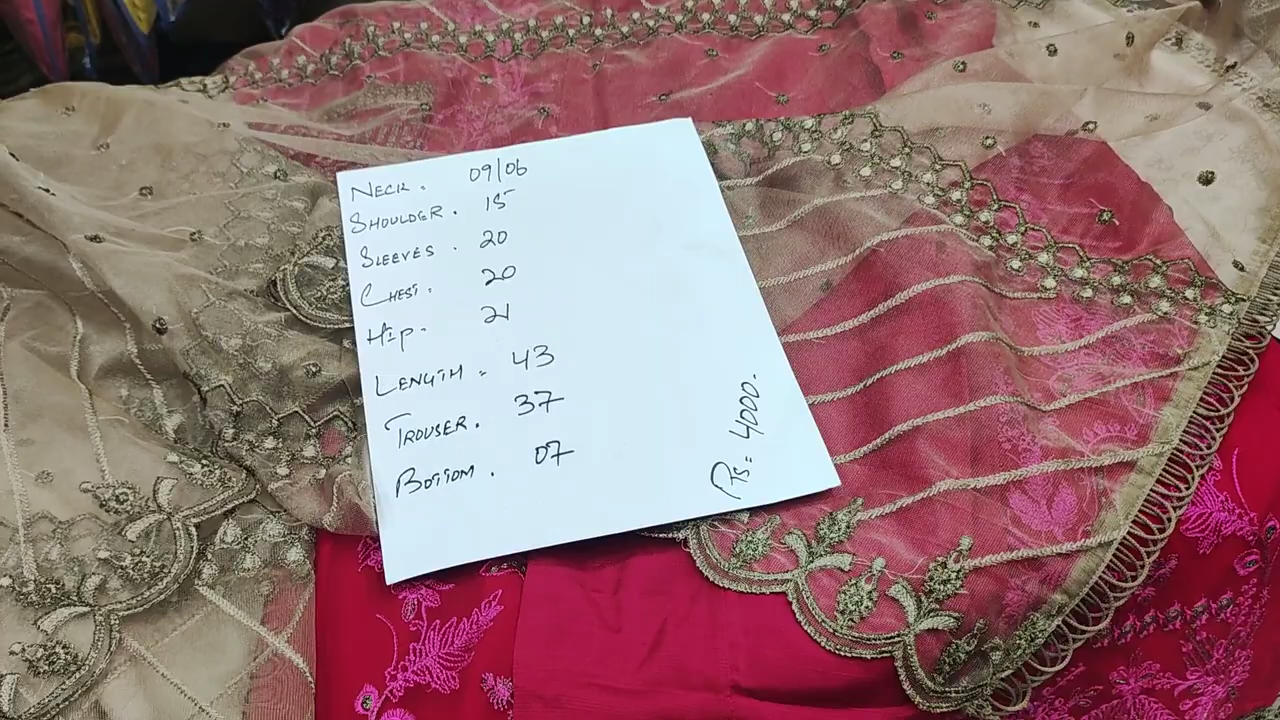 NECK. 09/06
SHOULDER. 15
SLEEVES. 20
CHEST. 20
HIP. 21
LENGTH. 43
TROUSER. 37
BOTTOM. 07
Rs. 4000.